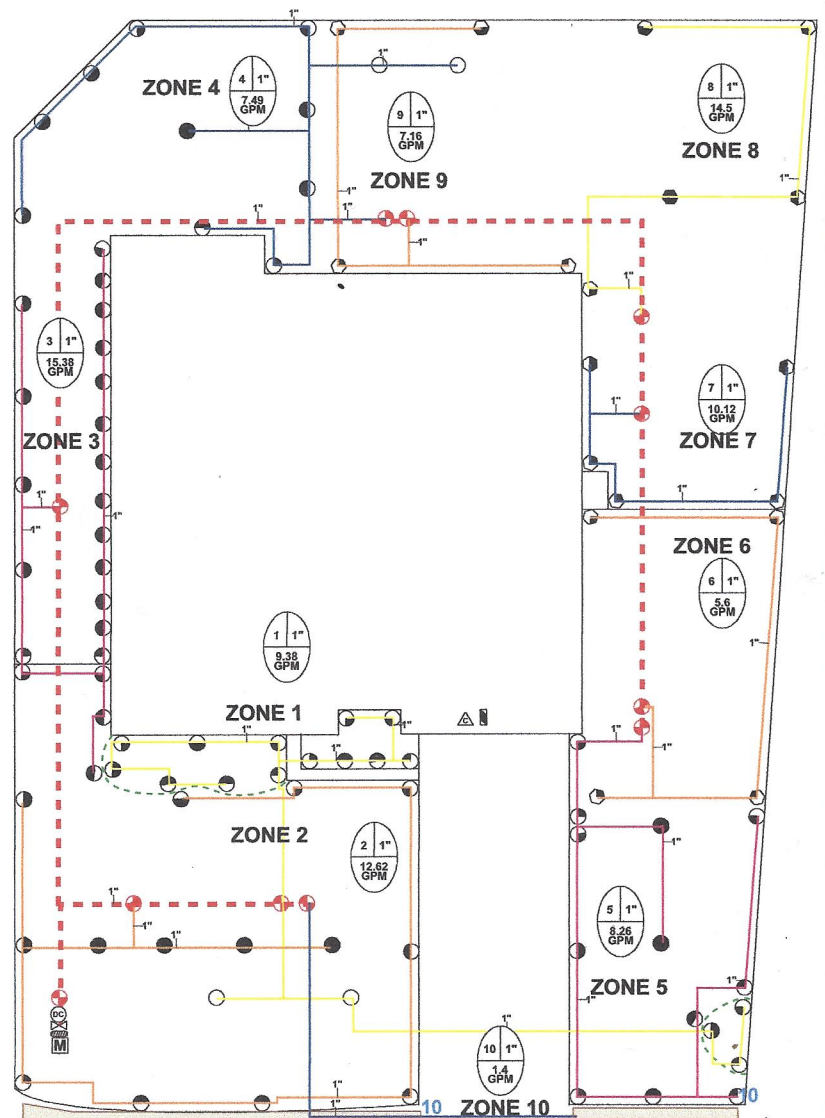 1"
ZONE 4
4 1"
7.49
GPM
1"
9 1"
7.16
GPM
ZONE 9
8 1"
14.5
GPM
ZONE 8
1"
1"
1"
1"
1"
1"
3 1"
15.38
GPM
ZONE 3
1"
1"
1"
1"
7 1"
10.12
GPM
ZONE 7
1"
ZONE 6
6 1"
5.6
GPM
1"
1 1"
9.38
GPM
ZONE 1
1"
1"
1"
C
1"
1"
ZONE 2
2 1"
12.62
GPM
1"
1"
1"
1"
5 1"
8.26
GPM
ZONE 5
1"
1"
DC
M
1"
10 1"
1.4
GPM
1"
1"
10
ZONE 10
10